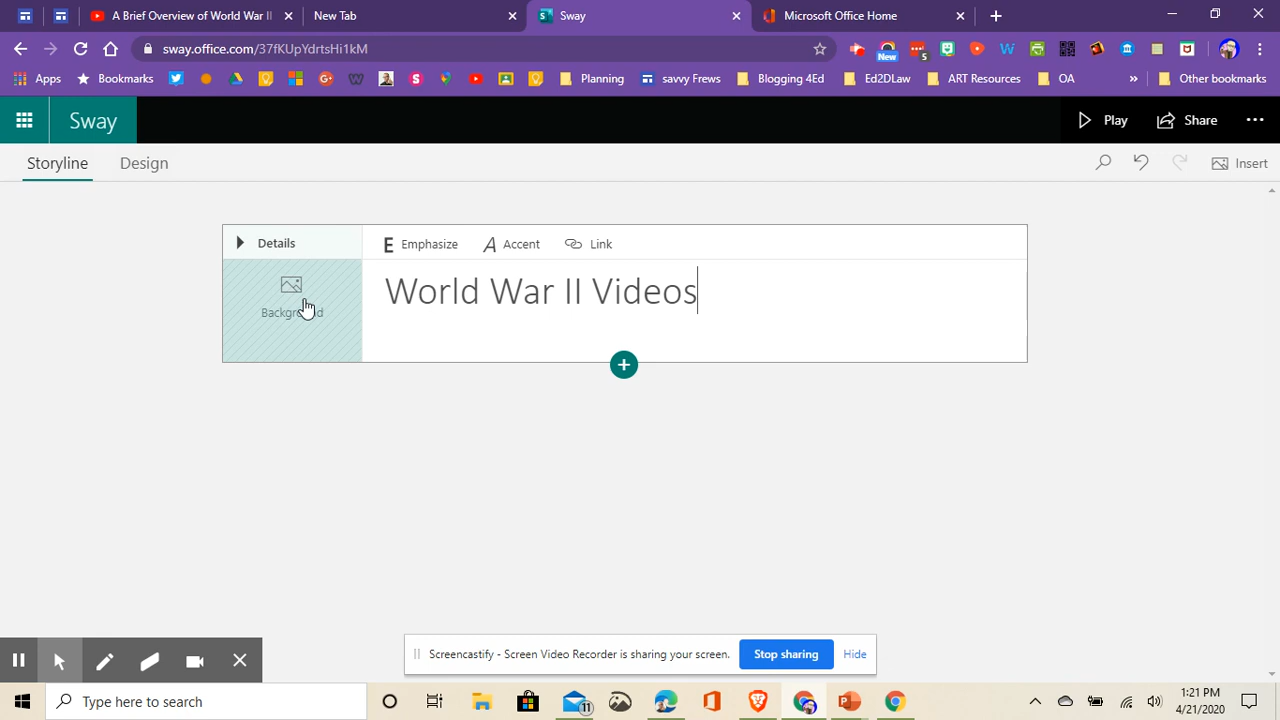 A Brief Overview of World War II
New Tab
Sway
Microsoft Office Home
sway.office.com/37fKUpYdrtsHi1kM
New
Apps
Bookmarks
Planning
savvy Frews
Blogging 4Ed
Ed2DLaw
ART Resources
OA
Other bookmarks
Sway
Play
Share
Storyline
Design
Insert
Details
Emphasize
Accent
Link
Background
World War II Videos
Screencastify - Screen Video Recorder is sharing your screen.
Stop sharing
Hide
Type here to search
11
1:21 PM
4/21/2020